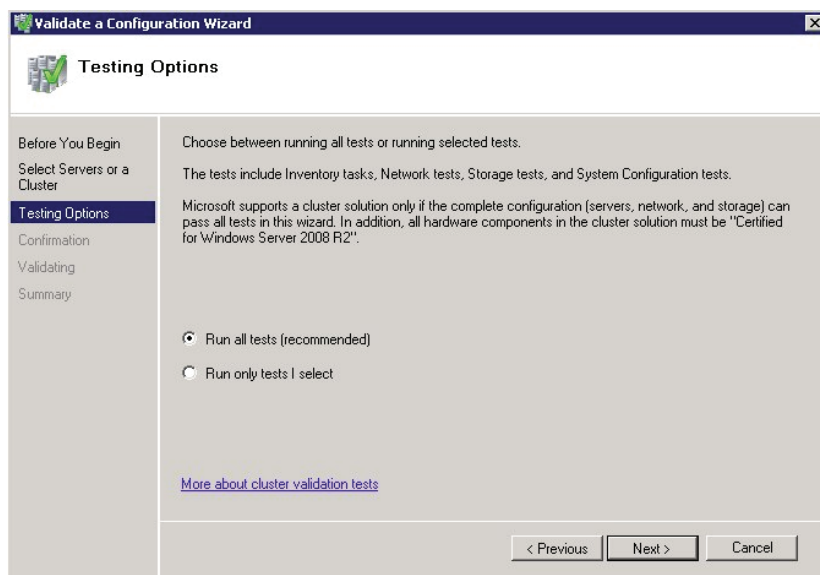 Validate a Configuration Wizard
Testing Options
Before You Begin
Select Servers or a
Cluster
Testing Options
Confirmation
Validating
Summary
Choose between running all tests or running selected tests.
The tests include Inventory tasks, Network tests, Storage tests, and System Configuration tests.
Microsoft supports a cluster solution only if the complete configuration (servers, network, and storage) can
pass all tests in this wizard. In addition, all hardware components in the cluster solution must be "Certified
for Windows Server 2008 R2".
Run all tests (recommended)
Run only tests I select
More about cluster validation tests
< Previous
Next >
Cancel